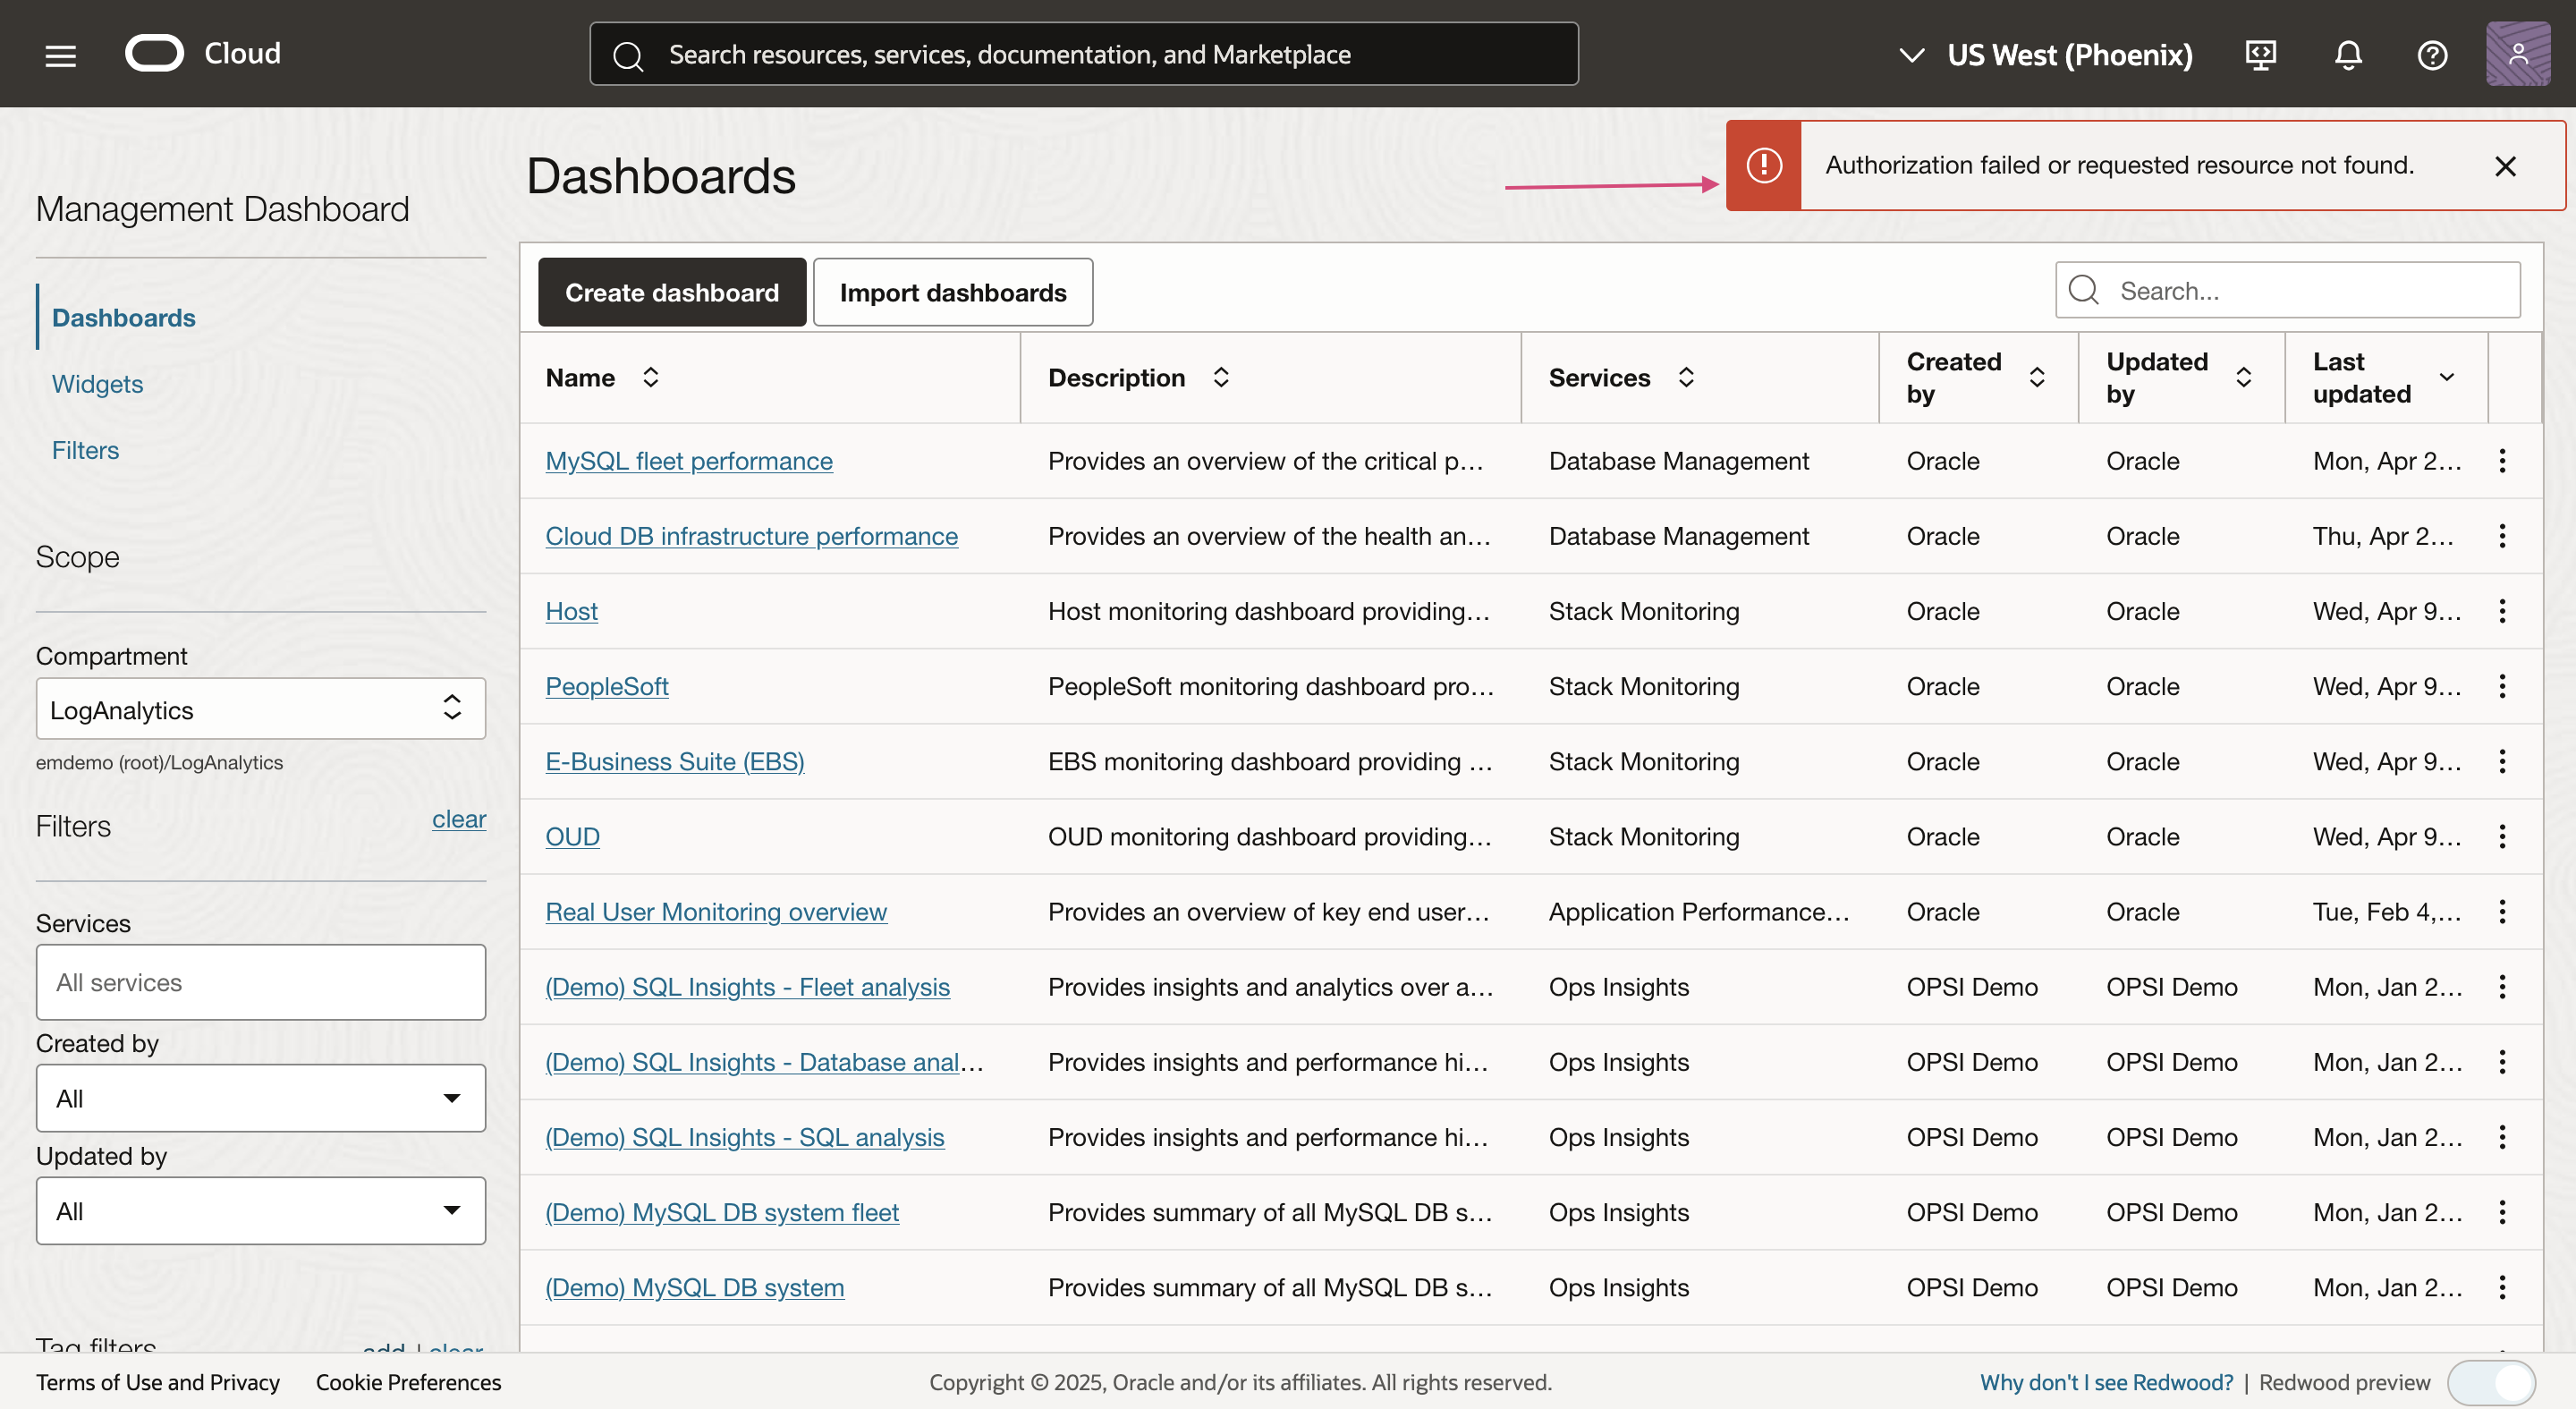 Cloud
Search resources, services, documentation, and Marketplace
US West (Phoenix)
Authorization failed or requested resource not found.
Management Dashboard
Dashboards
Widgets
Filters
Scope
Compartment
LogAnalytics
emdemo (root)/LogAnalytics
Filters clear
Services
All services
Created by
All
Updated by
All
Tag filters add | clear
Dashboards
Create dashboard Import dashboards Search...
Name Description Services Created by Updated by Last updated
MySQL fleet performance Provides an overview of the critical p... Database Management Oracle Oracle Mon, Apr 2...
Cloud DB infrastructure performance Provides an overview of the health an... Database Management Oracle Oracle Thu, Apr 2...
Host Host monitoring dashboard providing... Stack Monitoring Oracle Oracle Wed, Apr 9...
PeopleSoft PeopleSoft monitoring dashboard pro... Stack Monitoring Oracle Oracle Wed, Apr 9...
E-Business Suite (EBS) EBS monitoring dashboard providing ... Stack Monitoring Oracle Oracle Wed, Apr 9...
OUD OUD monitoring dashboard providing... Stack Monitoring Oracle Oracle Wed, Apr 9...
Real User Monitoring overview Provides an overview of key end user... Application Performance... Oracle Oracle Tue, Feb 4,...
(Demo) SQL Insights - Fleet analysis Provides insights and analytics over a... Ops Insights OPSI Demo OPSI Demo Mon, Jan 2...
(Demo) SQL Insights - Database anal... Provides insights and performance hi... Ops Insights OPSI Demo OPSI Demo Mon, Jan 2...
(Demo) SQL Insights - SQL analysis Provides insights and performance hi... Ops Insights OPSI Demo OPSI Demo Mon, Jan 2...
(Demo) MySQL DB system fleet Provides summary of all MySQL DB s... Ops Insights OPSI Demo OPSI Demo Mon, Jan 2...
(Demo) MySQL DB system Provides summary of all MySQL DB s... Ops Insights OPSI Demo OPSI Demo Mon, Jan 2...
Terms of Use and Privacy Cookie Preferences Copyright © 2025, Oracle and/or its affiliates. All rights reserved. Why don't I see Redwood? | Redwood preview